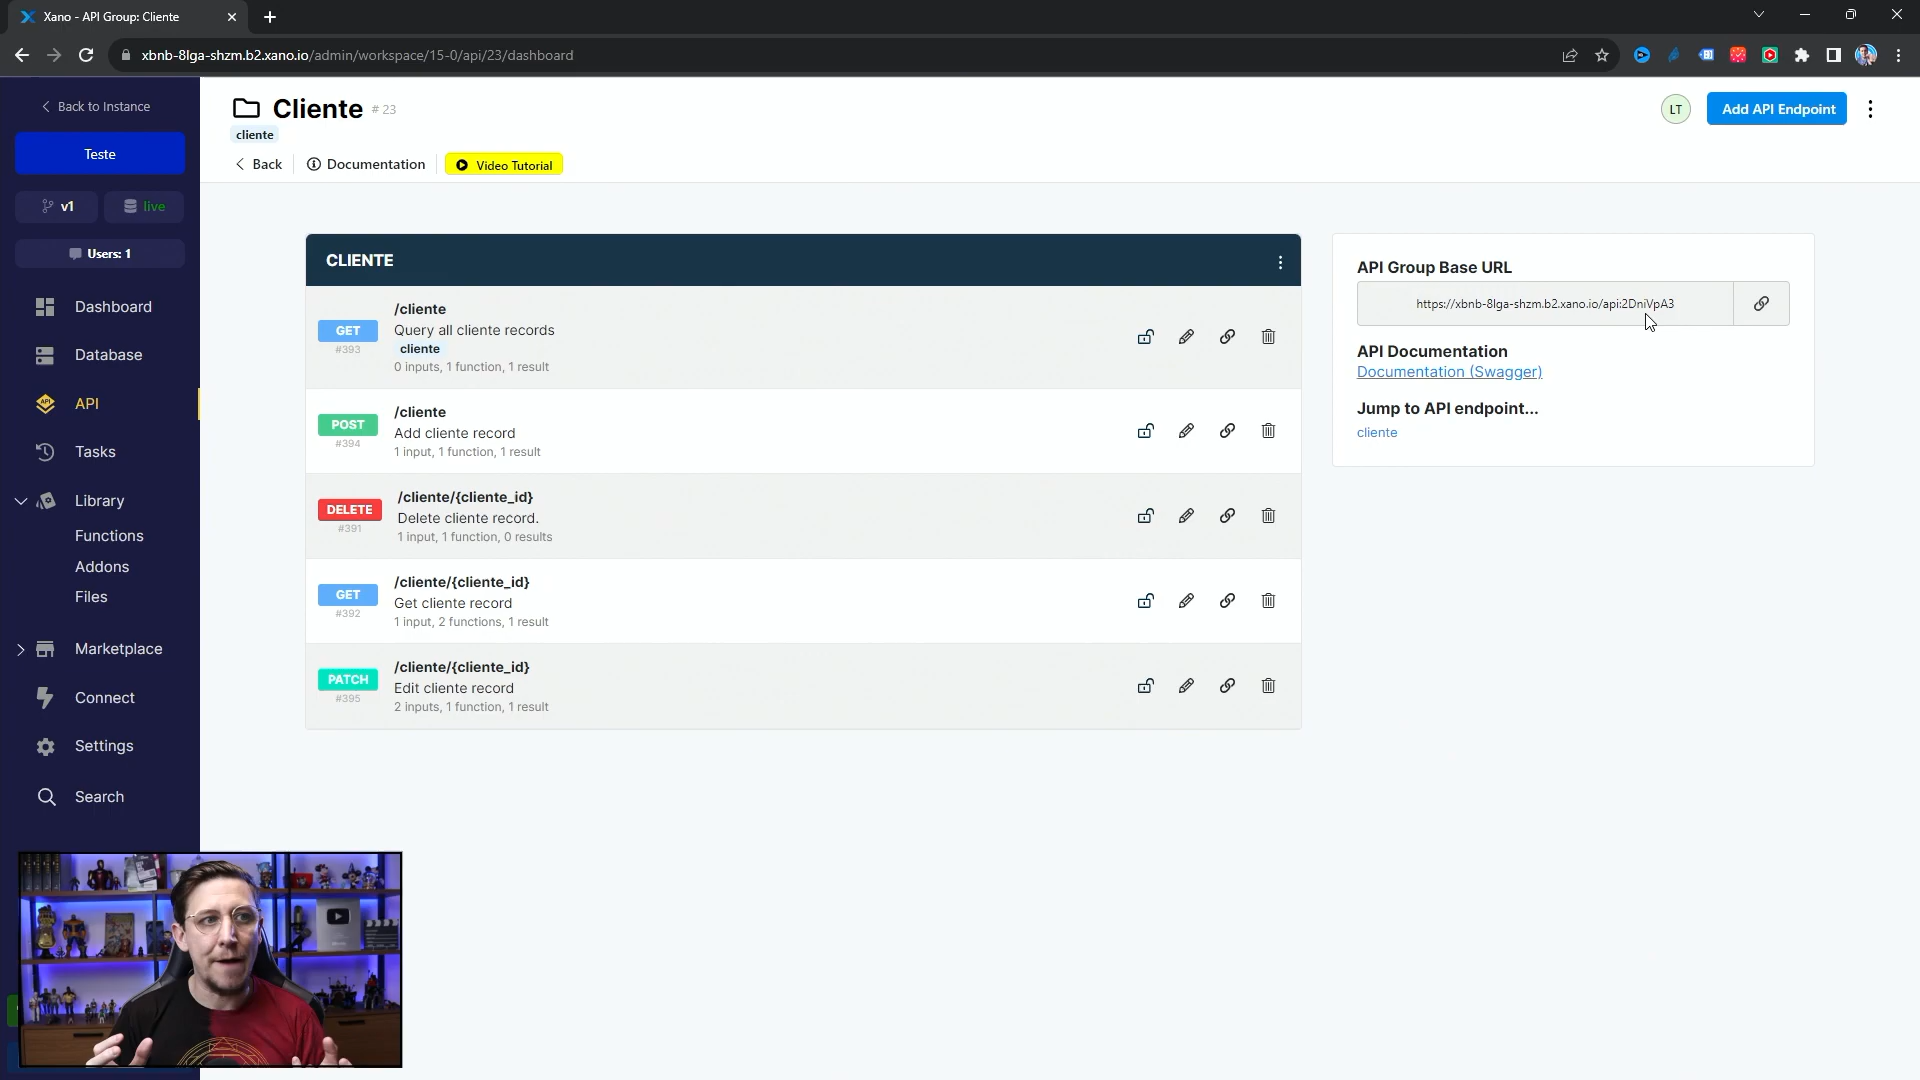 Xano - API Group: Cliente
xbnb-8lga-shzm.b2.xano.io/admin/workspace/15-0/api/23/dashboard
Back to Instance
Teste
v1
live
Users: 1
Dashboard
Database
API
Tasks
Library
Functions
Addons
Files
Marketplace
Connect
Settings
Search
Cliente # 23
cliente
Back
Documentation
Video Tutorial
LT
Add API Endpoint
CLIENTE
GET
#393
/cliente
Query all cliente records
cliente
0 inputs, 1 function, 1 result
POST
#394
/cliente
Add cliente record
1 input, 1 function, 1 result
DELETE
#391
/cliente/{cliente_id}
Delete cliente record.
1 input, 1 function, 0 results
GET
#392
/cliente/{cliente_id}
Get cliente record
1 input, 2 functions, 1 result
PATCH
#395
/cliente/{cliente_id}
Edit cliente record
2 inputs, 1 function, 1 result
API Group Base URL
https://xbnb-8lga-shzm.b2.xano.io/api:2DniVpA3
API Documentation
Documentation (Swagger)
Jump to API endpoint...
cliente